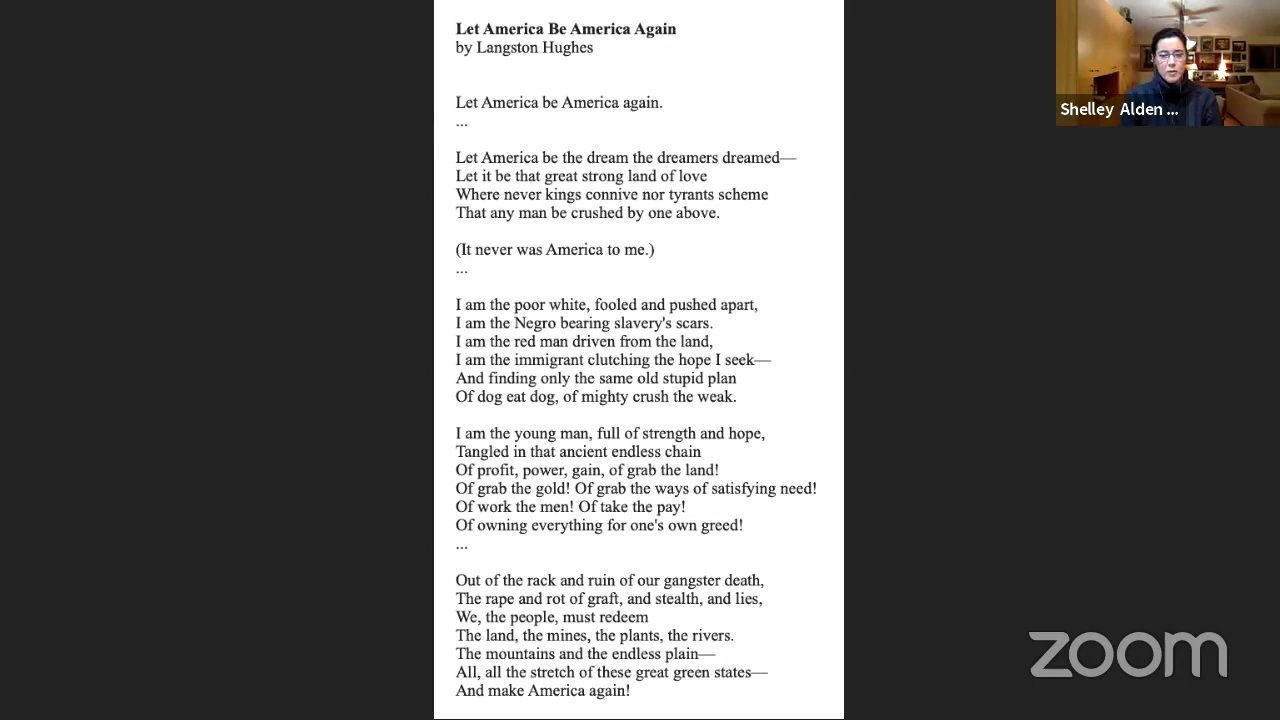 Let America Be America Again
by Langston Hughes
Let America be America again.
...
Let America be the dream the dreamers dreamed—
Let it be that great strong land of love
Where never kings connive nor tyrants scheme
That any man be crushed by one above.
(It never was America to me.)
...
I am the poor white, fooled and pushed apart,
I am the Negro bearing slavery's scars.
I am the red man driven from the land,
I am the immigrant clutching the hope I seek—
And finding only the same old stupid plan
Of dog eat dog, of mighty crush the weak.
I am the young man, full of strength and hope,
Tangled in that ancient endless chain
Of profit, power, gain, of grab the land!
Of grab the gold! Of grab the ways of satisfying need!
Of work the men! Of take the pay!
Of owning everything for one's own greed!
...
Out of the rack and ruin of our gangster death,
The rape and rot of graft, and stealth, and lies,
We, the people, must redeem
The land, the mines, the plants, the rivers.
The mountains and the endless plain—
All, all the stretch of these great green states—
And make America again!
Shelley Alden ...
zoom